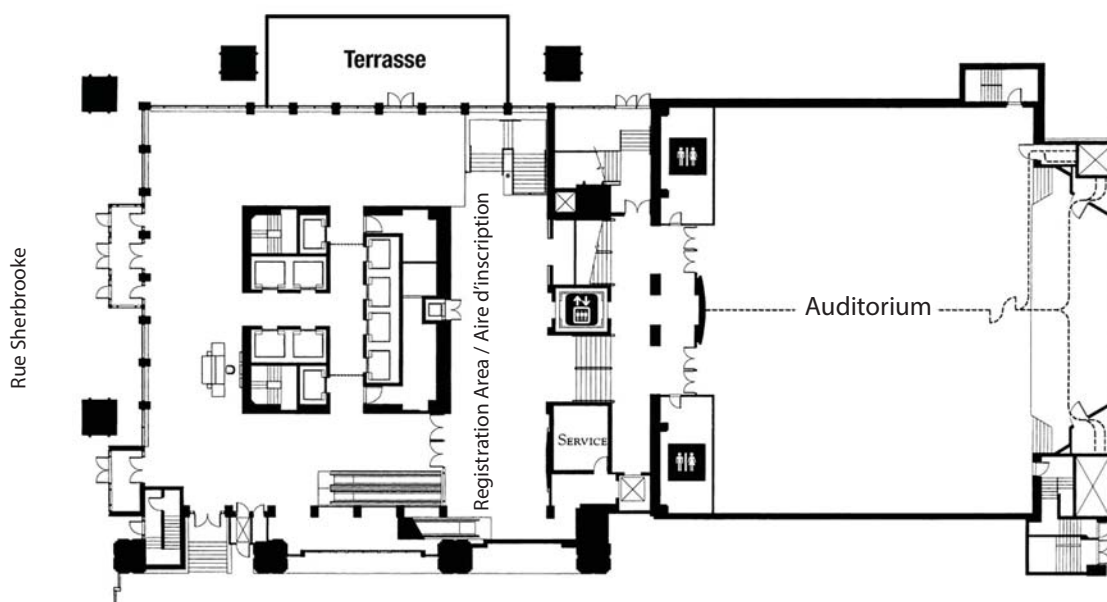 Terrasse
Rue Sherbrooke
Registration Area / Aire d'inscription
Auditorium
SERVICE